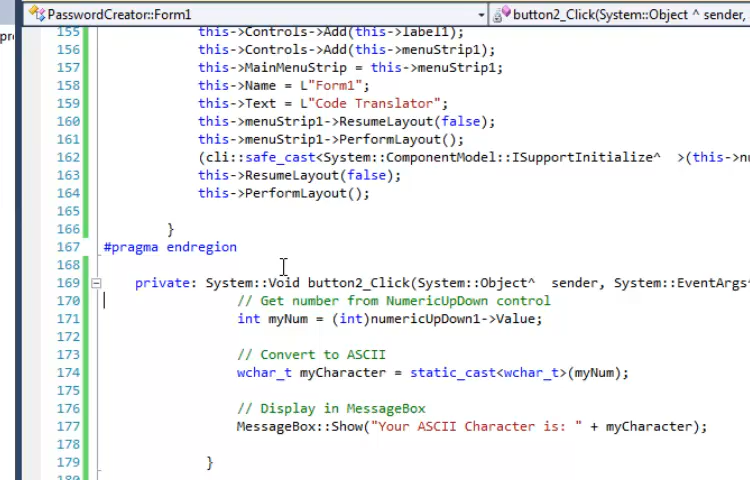 PasswordCreator::Form1
button2_Click(System::Object ^ sender,
155 this->Controls->Add(this->label1);
156 this->Controls->Add(this->menuStrip1);
157 this->MainMenuStrip = this->menuStrip1;
158 this->Name = L"Form1";
159 this->Text = L"Code Translator";
160 this->menuStrip1->ResumeLayout(false);
161 this->menuStrip1->PerformLayout();
162 (cli::safe_cast<System::ComponentModel::ISupportInitialize^  >(this->nu
163 this->ResumeLayout(false);
164 this->PerformLayout();
165
166 }
167 #pragma endregion
168
169 private: System::Void button2_Click(System::Object^  sender, System::EventArgs^
170 // Get number from NumericUpDown control
171 int myNum = (int)numericUpDown1->Value;
172
173 // Convert to ASCII
174 wchar_t myCharacter = static_cast<wchar_t>(myNum);
175
176 // Display in MessageBox
177 MessageBox::Show("Your ASCII Character is: " + myCharacter);
178
179 }
180